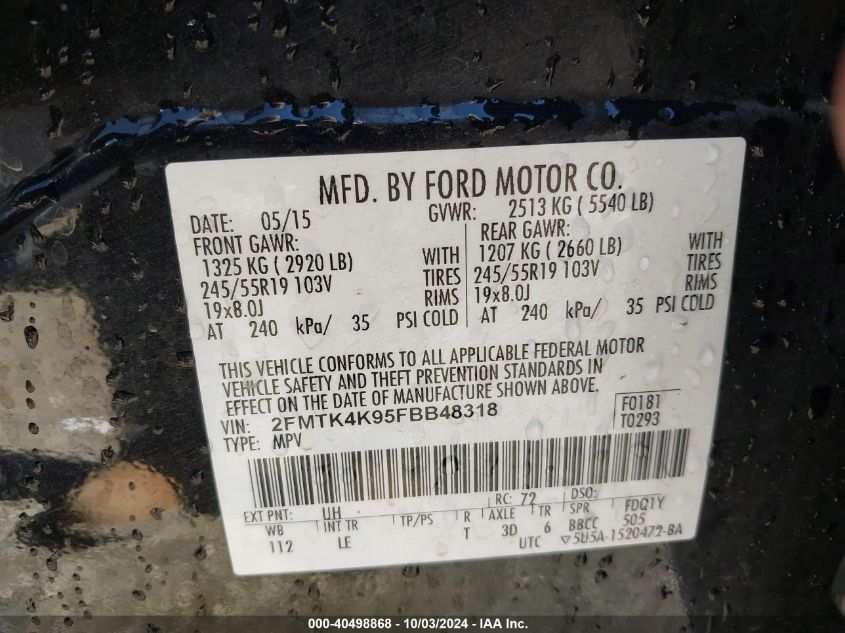 MFD. BY FORD MOTOR CO.
DATE: 05/15 GVWR: 2513 KG ( 5540 LB)
FRONT GAWR: REAR GAWR:
1325 KG ( 2920 LB) WITH 1207 KG ( 2660 LB) WITH
245/55R19 103V TIRES 245/55R19 103V TIRES
19x8.0J RIMS 19x8.0J RIMS
AT 240 kPa/ 35 PSI COLD AT 240 kPa/ 35 PSI COLD
THIS VEHICLE CONFORMS TO ALL APPLICABLE FEDERAL MOTOR
VEHICLE SAFETY AND THEFT PREVENTION STANDARDS IN
EFFECT ON THE DATE OF MANUFACTURE SHOWN ABOVE.
VIN: 2FMTK4K95FBB48318 F0181
TYPE: MPV T0293
EXT PNT: UH RC: 72 DSO: FDQ1Y
WB INT TR TP/PS R AXLE TR SPR 505
112 LE T 3D 6 BBCC
UTC ▽5U5A-1520472-BA
000-40498868 - 10/03/2024 - IAA Inc.